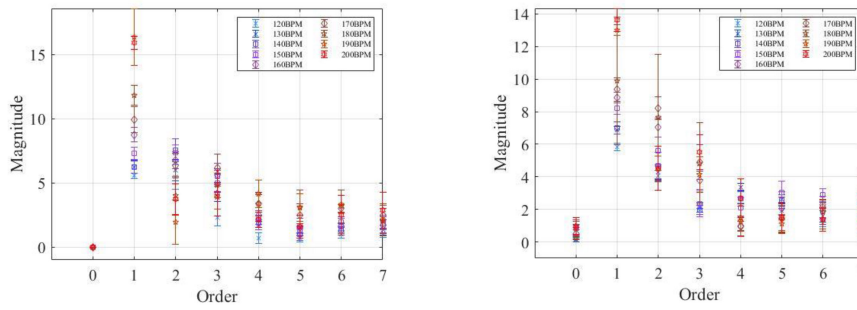 15
10
5
0
Magnitude
0 1 2 3 4 5 6 7
Order
120BPM
130BPM
140BPM
150BPM
160BPM
170BPM
180BPM
190BPM
200BPM
14
12
10
8
6
4
2
0
Magnitude
0 1 2 3 4 5 6
Order
120BPM
130BPM
140BPM
150BPM
160BPM
170BPM
180BPM
190BPM
200BPM